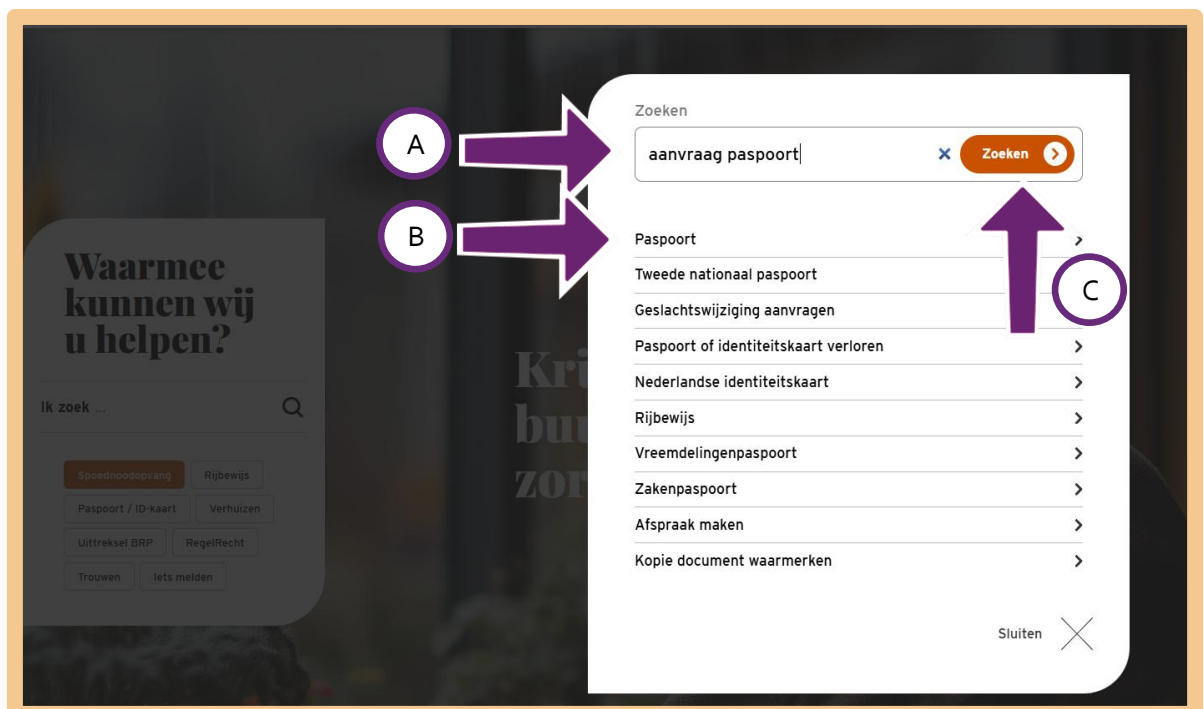 Zoeken
A
aanvraag paspoort
Zoeken
B
Paspoort
Tweede nationaal paspoort
C
Geslachtswijziging aanvragen
Paspoort of identiteitskaart verloren
Nederlandse identiteitskaart
Rijbewijs
Vreemdelingenpaspoort
Zakenpaspoort
Afspraak maken
Kopie document waarmerken
Sluiten
Waarmee
kunnen wij
u helpen?
Ik zoek ...
Spoednoodopvang
Rijbewijs
Paspoort / ID-kaart
Verhuizen
Uittreksel BRP
RegelRecht
Trouwen
Iets melden